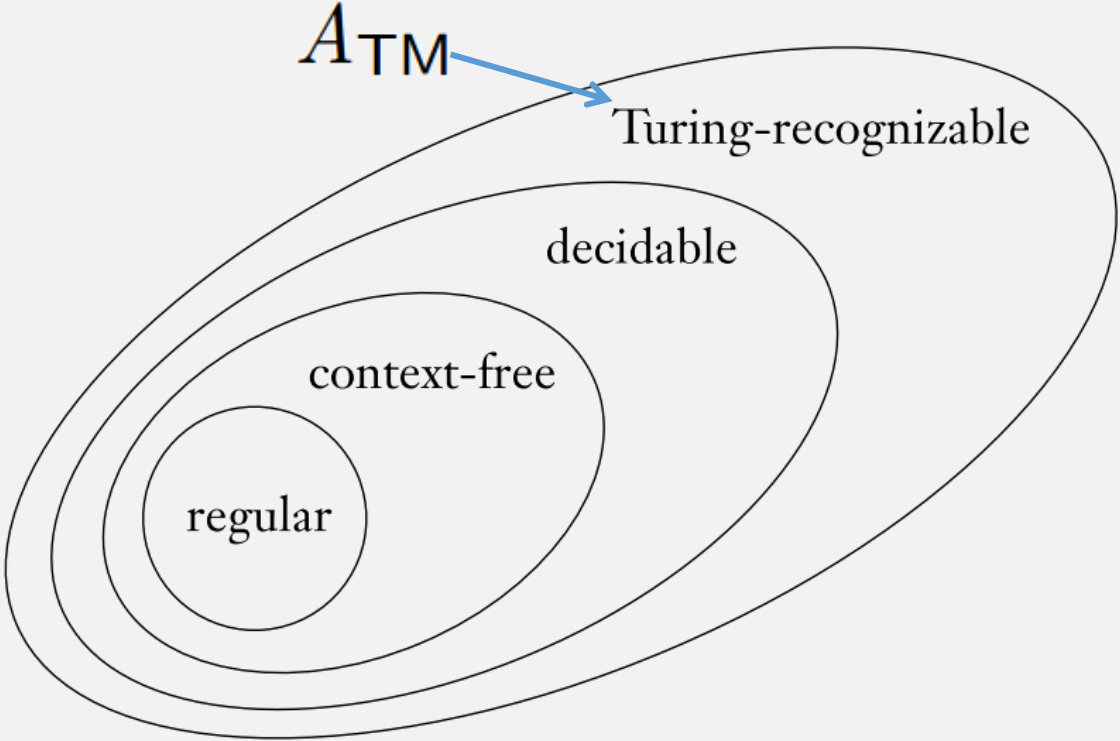 A_TM
Turing-recognizable
decidable
context-free
regular